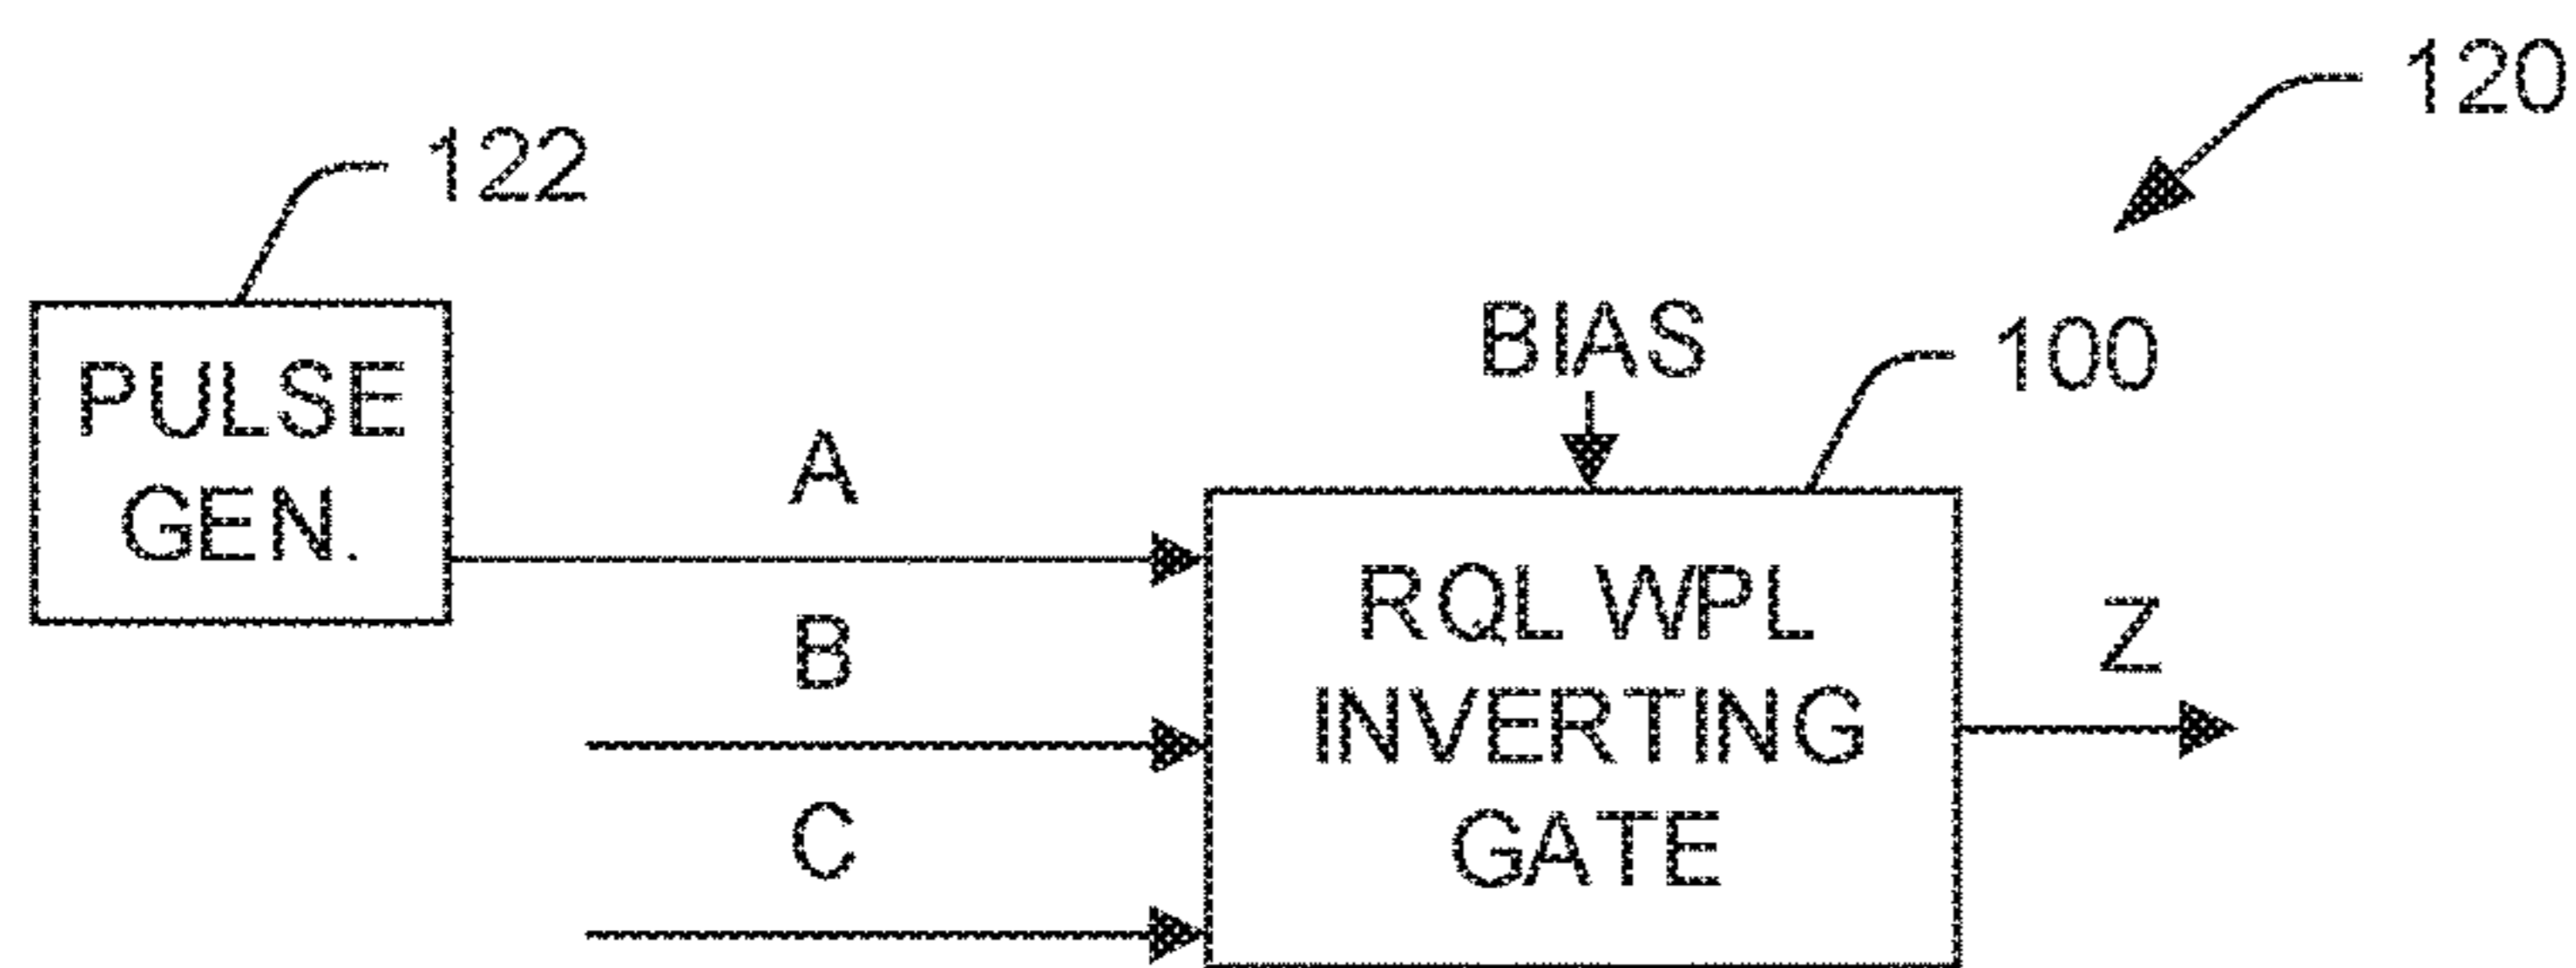 120
122
PULSE
GEN.
BIAS
100
A
RQL WPL
B
Z
INVERTING
C
GATE